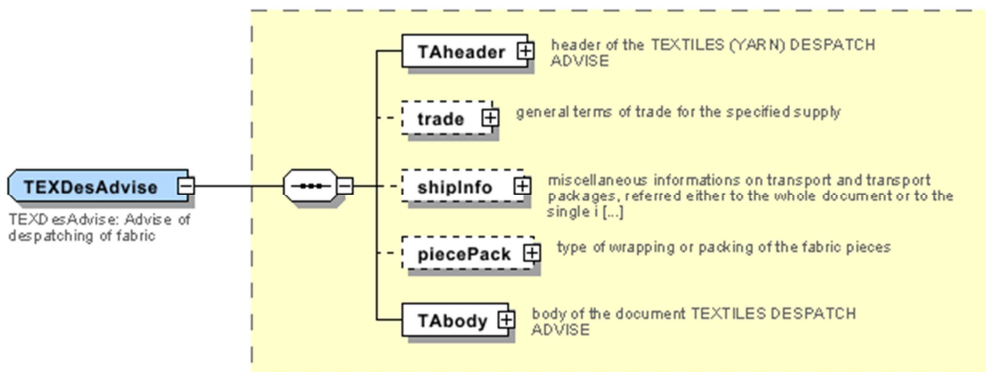 TAheader
header of the TEXTILES (YARN) DESPATCH
ADVISE
trade
general terms of trade for the specified supply
TEXDesAdvise
TEXDesAdvise: Advise of
despatching of fabric
shipInfo
miscellaneous informations on transport and transport
packages, referred either to the whole document or to the
single i [...]
piecePack
type of wrapping or packing of the fabric pieces
TAbody
body of the document TEXTILES DESPATCH
ADVISE